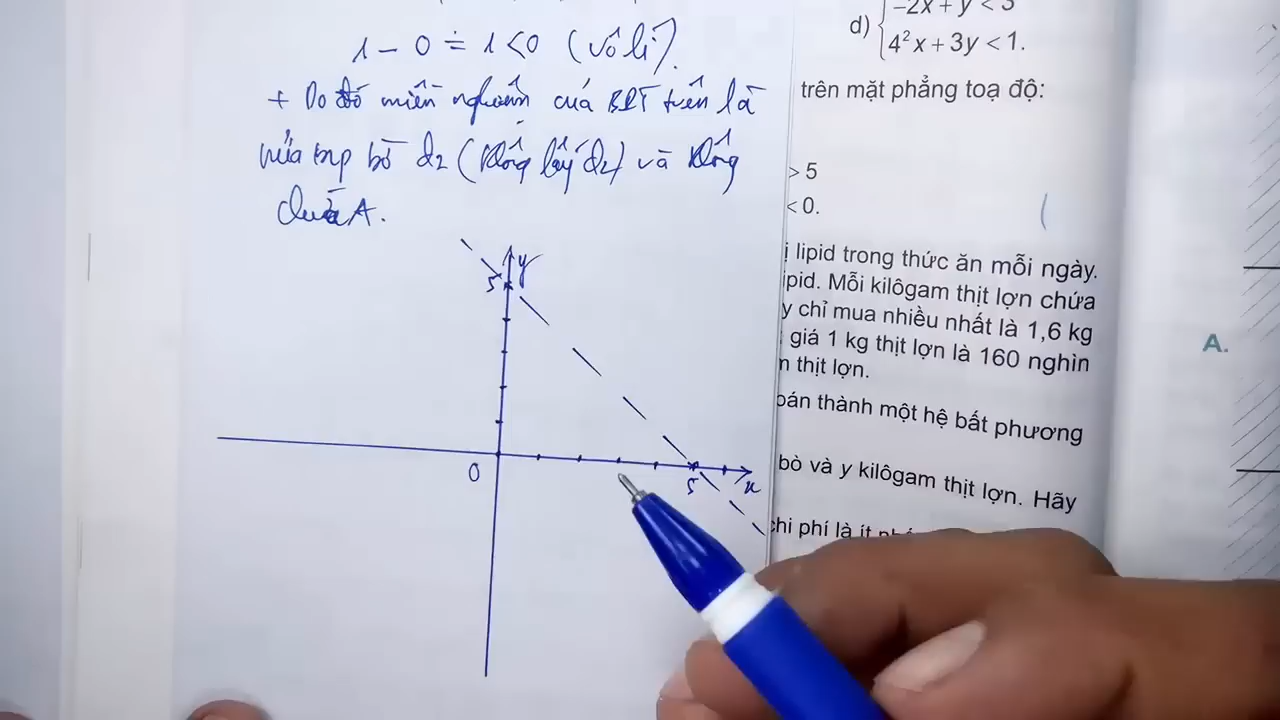 1 - 0 = 1 < 0 (vô lí).
+ Do đó miền nghiệm của BPT trên là
nửa mp bờ d2 (không lấy d2) và không
chứa A.
y
5
0
5
x
-2x + y < 3
d)
4²x + 3y < 1.
trên mặt phẳng toạ độ:
> 5
< 0.
ị lipid trong thức ăn mỗi ngày.
ipid. Mỗi kilôgam thịt lợn chứa
y chỉ mua nhiều nhất là 1,6 kg
giá 1 kg thịt lợn là 160 nghìn
n thịt lợn.
oán thành một hệ bất phương
bò và y kilôgam thịt lợn. Hãy
chi phí là ít
A.